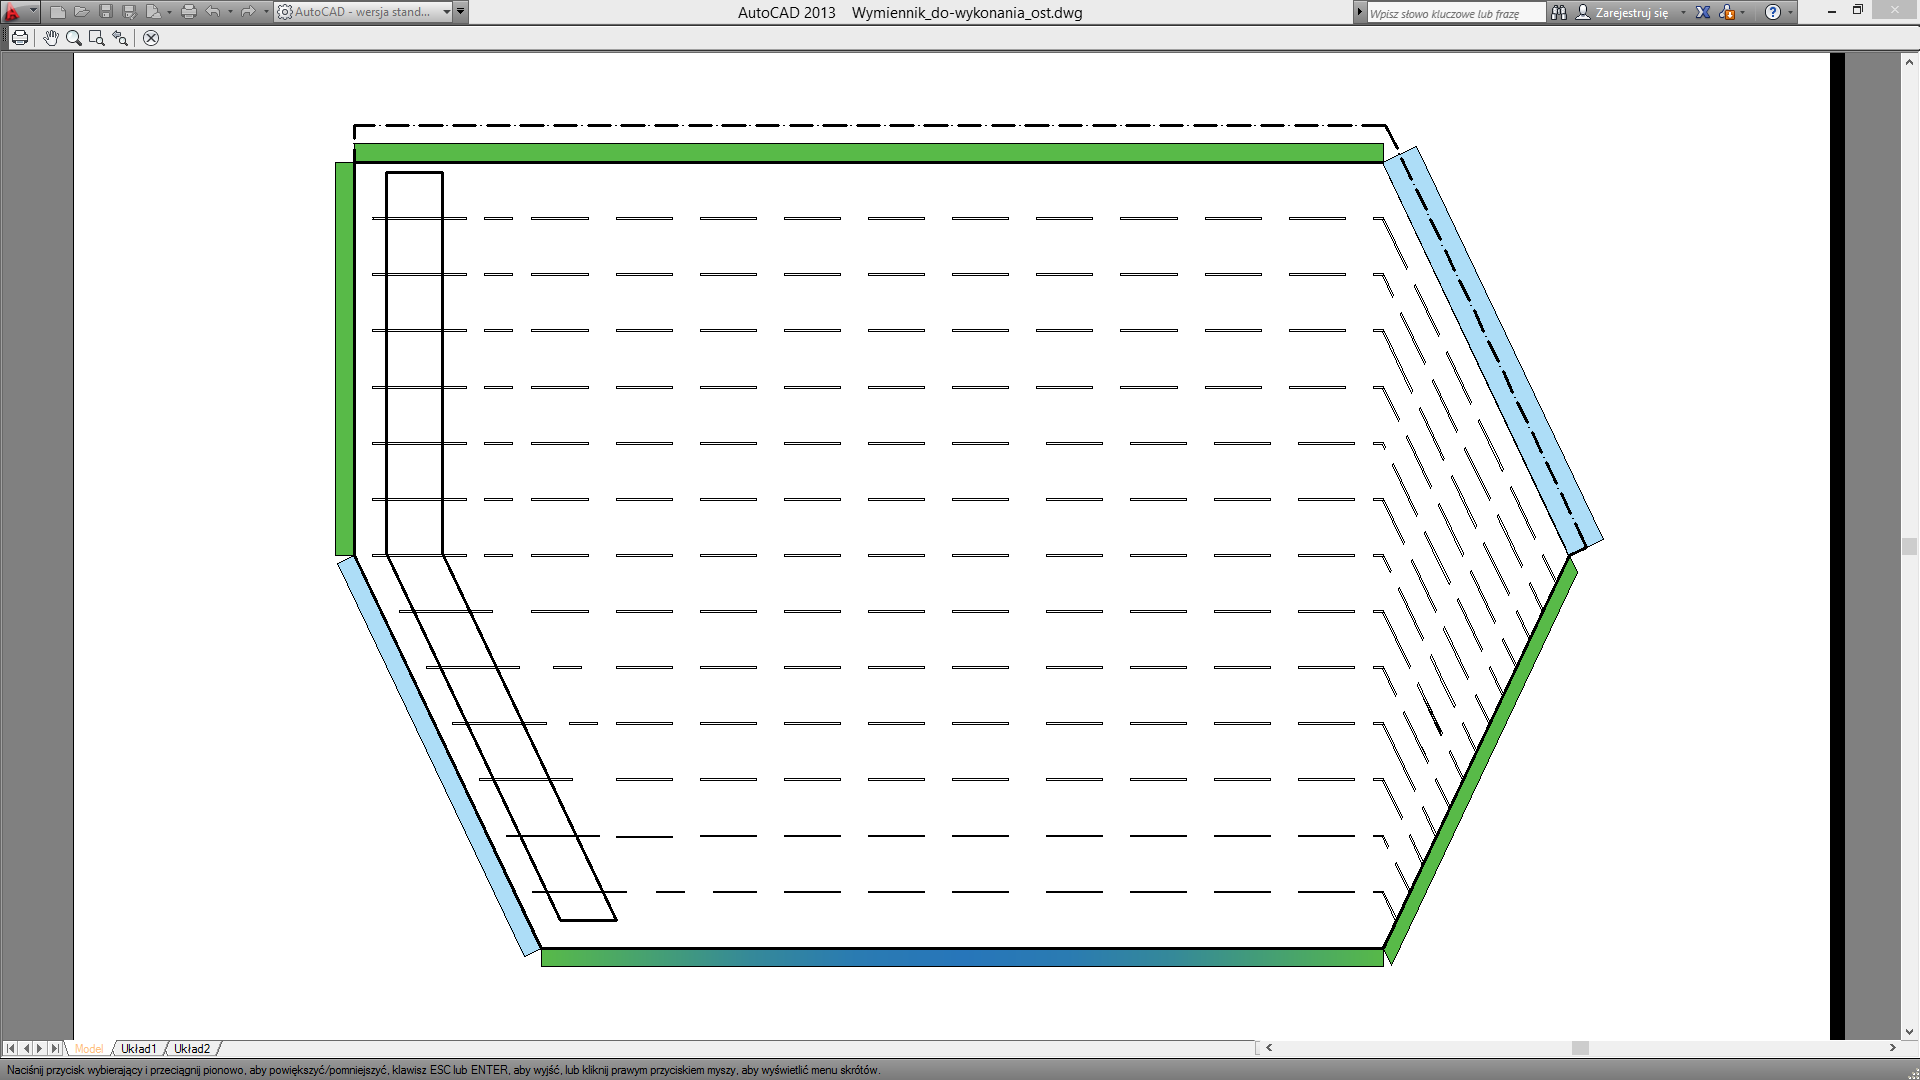 AutoCAD - wersja stand...
AutoCAD 2013 Wymiennik_do-wykonania_ost.dwg
Wpisz słowo kluczowe lub frazę
Zarejestruj się
Model
Układ1
Układ2
Naciśnij przycisk wybierający i przeciągnij pionowo, aby powiększyć/pomniejszyć, klawisz ESC lub ENTER, aby wyjść, lub kliknij prawym przyciskiem myszy, aby wyświetlić menu skrótów.